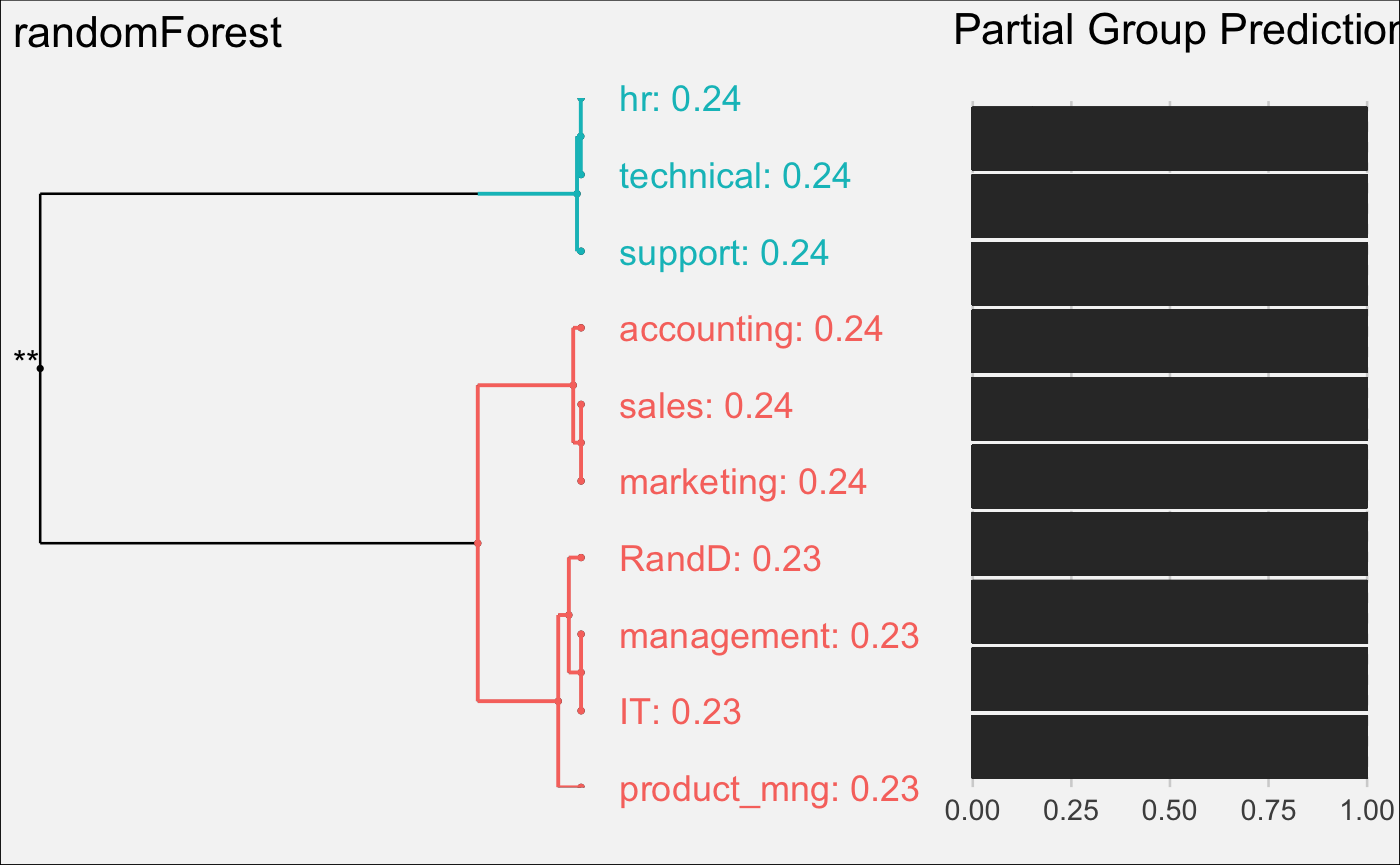 randomForest
Partial Group Prediction
hr: 0.24
technical: 0.24
support: 0.24
accounting: 0.24
**
sales: 0.24
marketing: 0.24
RandD: 0.23
management: 0.23
IT: 0.23
product_mng: 0.23
0.00 0.25 0.50 0.75 1.00